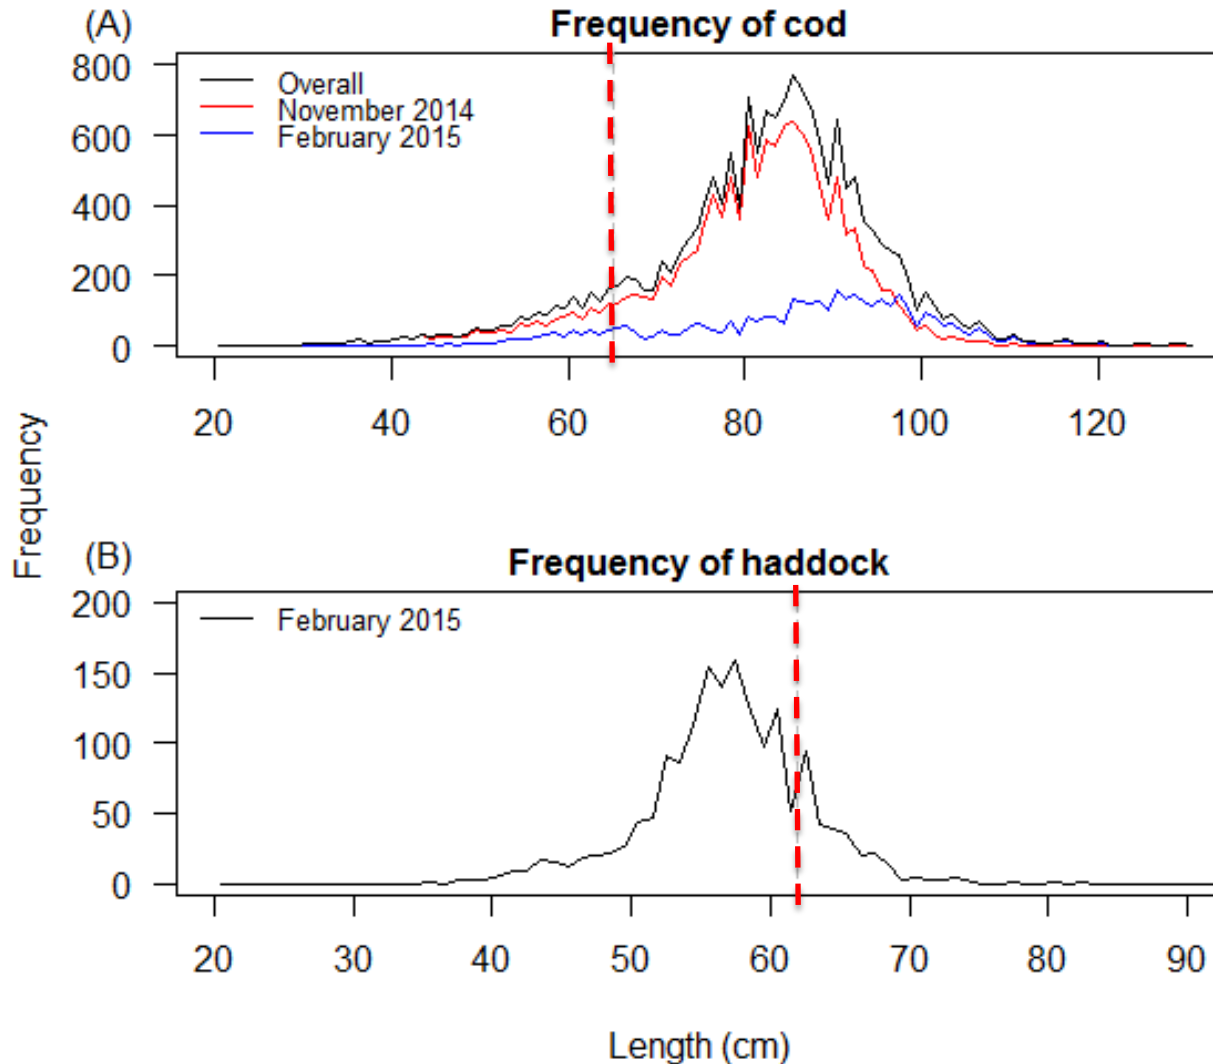 (A)
Frequency of cod
Overall
November 2014
February 2015
800
600
400
200
0
20 40 60 80 100 120
Frequency
(B)
Frequency of haddock
February 2015
200
150
100
50
0
20 30 40 50 60 70 80 90
Length (cm)